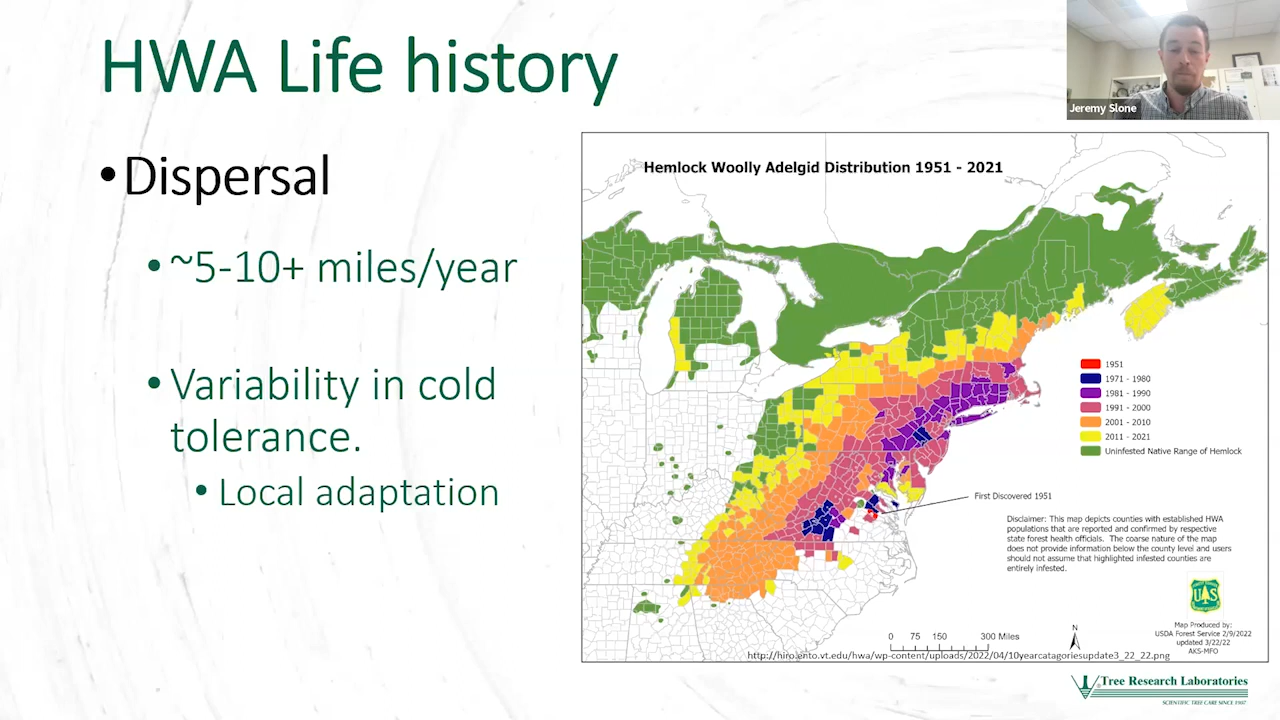 HWA Life history
Jeremy Slone
•Dispersal
•~5-10+ miles/year
•Variability in cold
tolerance.
•Local adaptation
Hemlock Woolly Adelgid Distribution 1951 - 2021
1951
1971 - 1980
1981 - 1990
1991 - 2000
2001 - 2010
2011 - 2021
Uninfested Native Range of Hemlock
First Discovered 1951
Disclaimer: This map depicts counties with established HWA
populations that are reported and confirmed by respective
state forest health officials. The coarse nature of the map
does not provide information below the county level and users
should not assume that highlighted infested counties are
entirely infested.
UAS
0 75 150 300 Miles
N
Map Produced by:
USDA Forest Service 2/9/2022
updated 3/22/22
AKS-MFO
http://hiro.ento.vt.edu/hwa/wp-content/uploads/2022/04/10yearcatagoriesupdate3_22_22.png
Tree Research Laboratories
SCIENTIFIC TREE CARE SINCE 1907